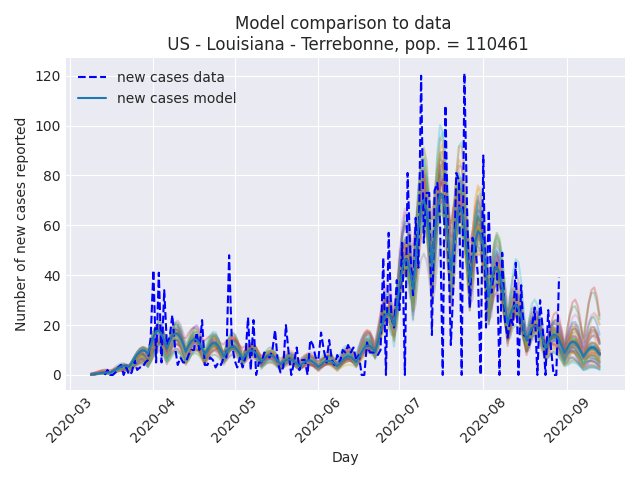 Model comparison to data
US - Louisiana - Terrebonne, pop. = 110461
new cases data
new cases model
Number of new cases reported
120
100
80
60
40
20
0
2020-03
2020-04
2020-05
2020-06
2020-07
2020-08
2020-09
Day